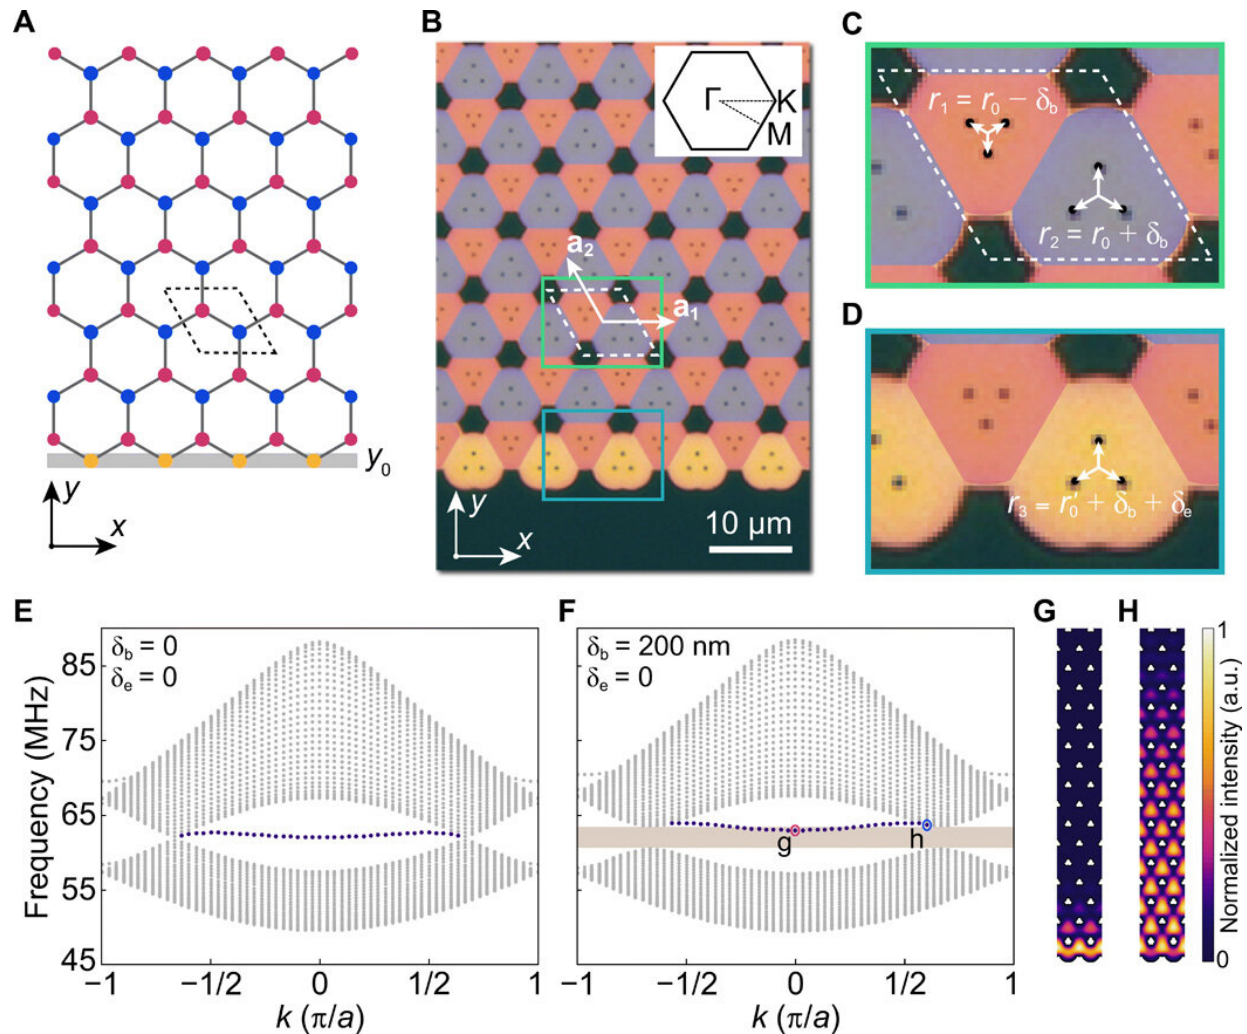 A
y₀
y
x
B
Γ
K
M
a₂
a₁
y
x
10 μm
C
r₁ = r₀ − δb
r₂ = r₀ + δb
D
r₃ = r′₀ + δb + δe
E
δb = 0
δe = 0
Frequency (MHz)
85
75
65
55
45
−1
−1/2
0
1/2
1
k (π/a)
F
δb = 200 nm
δe = 0
g
h
−1
−1/2
0
1/2
1
k (π/a)
G
H
1
0
Normalized intensity (a.u.)